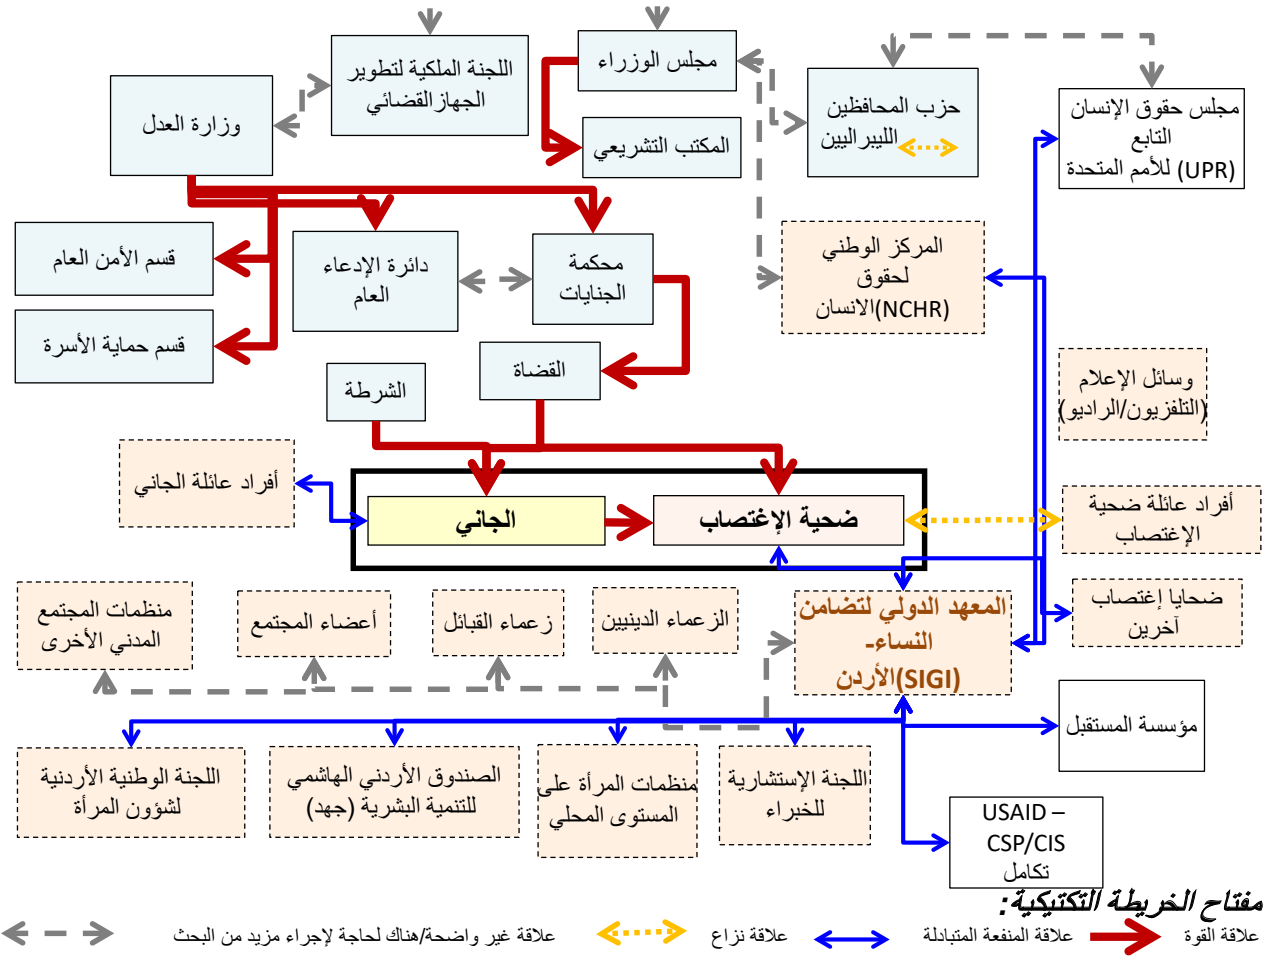 اللجنة الملكية لتطوير
الجهاز القضائي
مجلس الوزراء
وزارة العدل
المكتب التشريعي
حزب المحافظين
الليبراليين
مجلس حقوق الإنسان
التابع
للأمم المتحدة (UPR)
قسم الأمن العام
دائرة الإدعاء
العام
محكمة
الجنايات
المركز الوطني
لحقوق
الانسان(NCHR)
قسم حماية الأسرة
القضاة
الشرطة
وسائل الإعلام
(التلفزيون/الراديو)
أفراد عائلة الجاني
الجاني
ضحية الإغتصاب
أفراد عائلة ضحية
الإغتصاب
ضحايا إغتصاب
آخرين
المعهد الدولي لتضامن
النساء-
الأردن(SIGI)
الزعماء الدينيين
زعماء القبائل
أعضاء المجتمع
منظمات المجتمع
المدني الأخرى
مؤسسة المستقبل
اللجنة الإستشارية
للخبراء
منظمات المرأة على
المستوى المحلي
الصندوق الأردني الهاشمي
للتنمية البشرية (جهد)
اللجنة الوطنية الأردنية
لشؤون المرأة
USAID –
CSP/CIS
تكامل
مفتاح الخريطة التكتيكية:
علاقة القوة
علاقة المنفعة المتبادلة
علاقة نزاع
علاقة غير واضحة/هناك لحاجة لإجراء مزيد من البحث